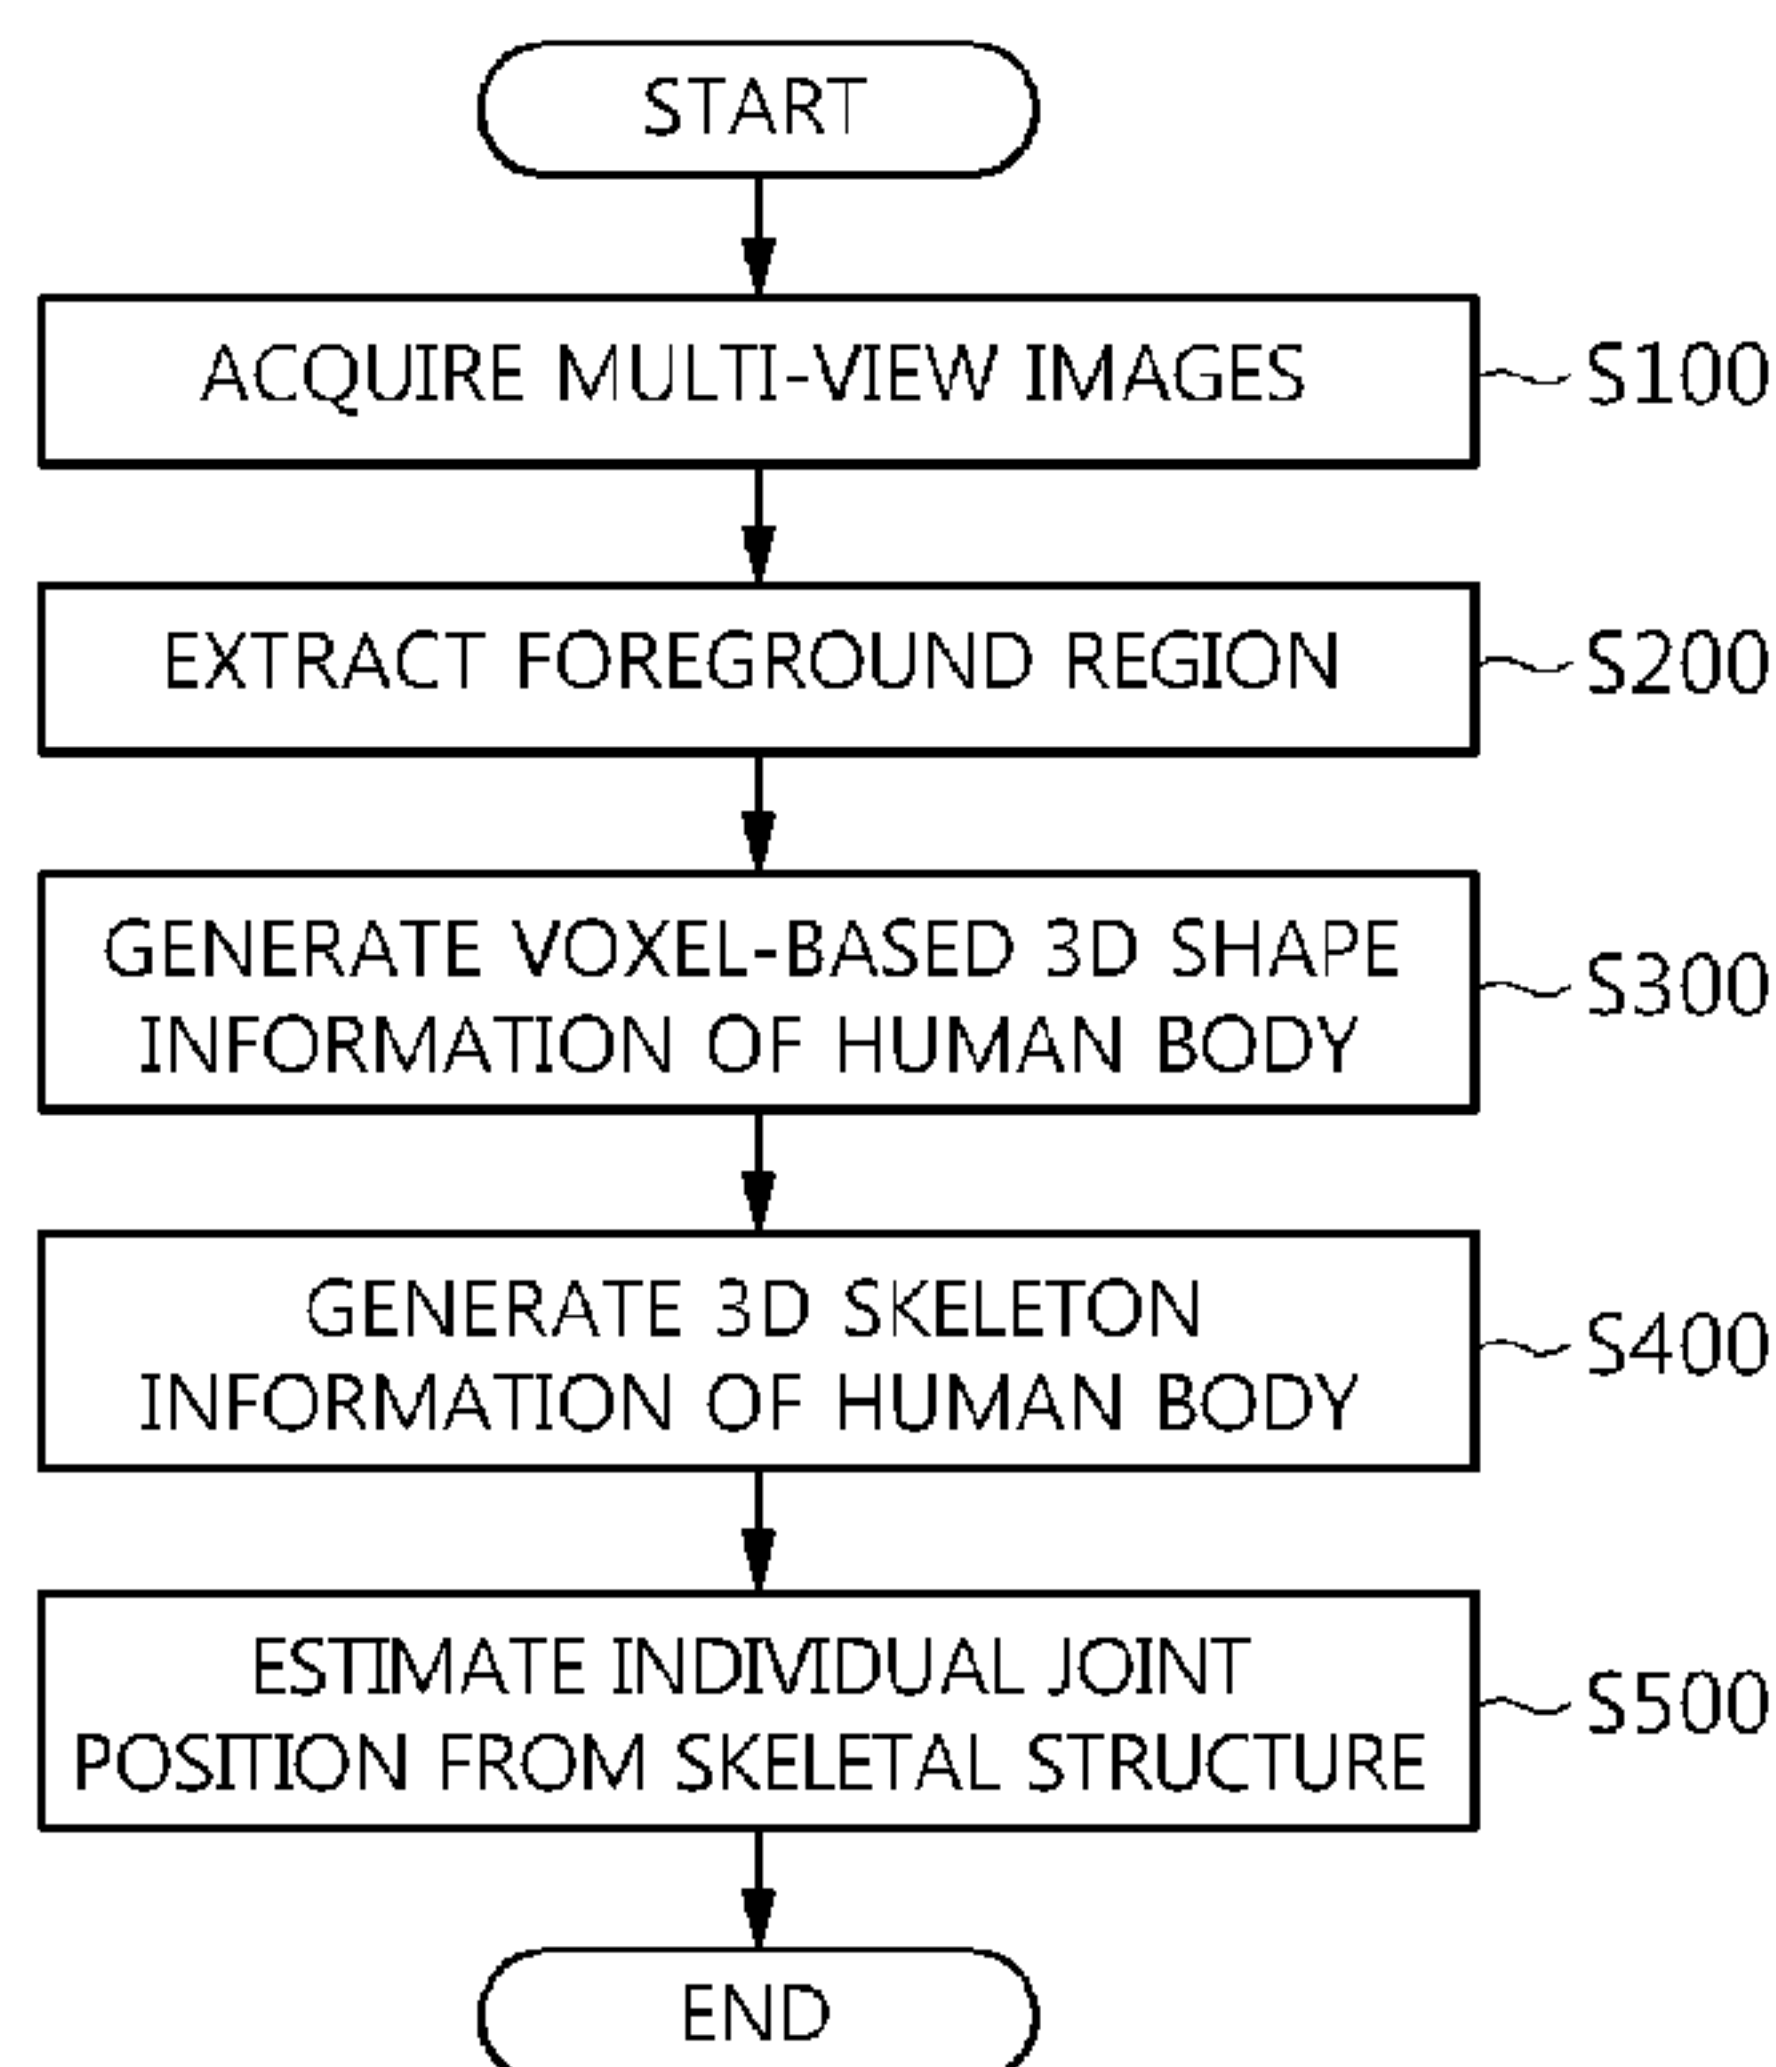 START
ACQUIRE MULTI-VIEW IMAGES
S100
EXTRACT FOREGROUND REGION
S200
GENERATE VOXEL-BASED 3D SHAPE
INFORMATION OF HUMAN BODY
S300
GENERATE 3D SKELETON
INFORMATION OF HUMAN BODY
S400
ESTIMATE INDIVIDUAL JOINT
POSITION FROM SKELETAL STRUCTURE
S500
END